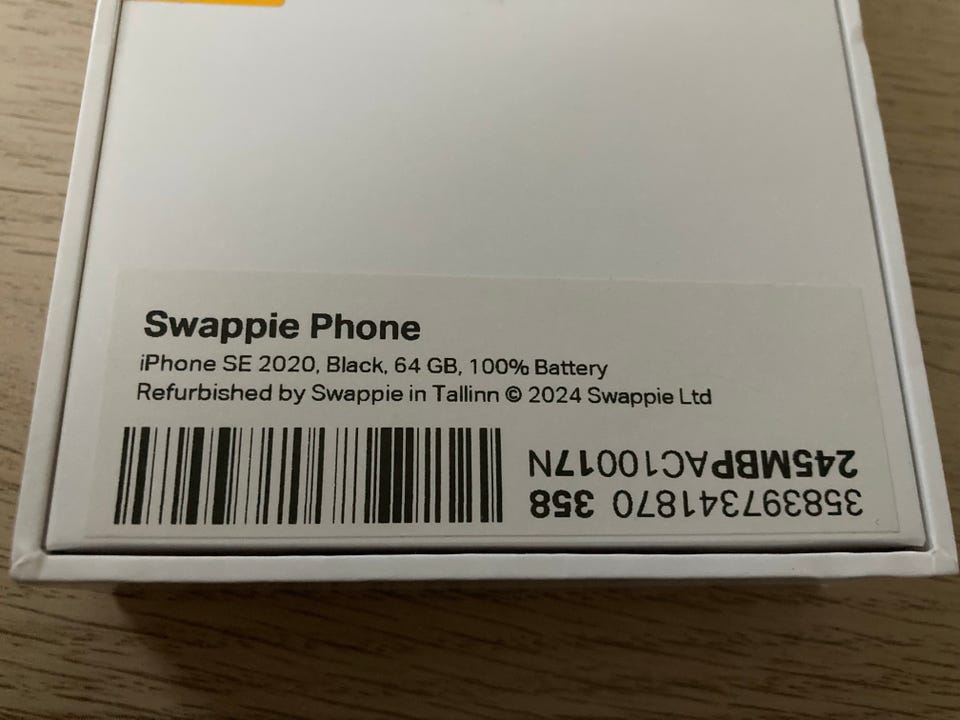 Swappie Phone
iPhone SE 2020, Black, 64 GB, 100% Battery
Refurbished by Swappie in Tallinn © 2024 Swappie Ltd
358397341870 358
245MBPAC10017N